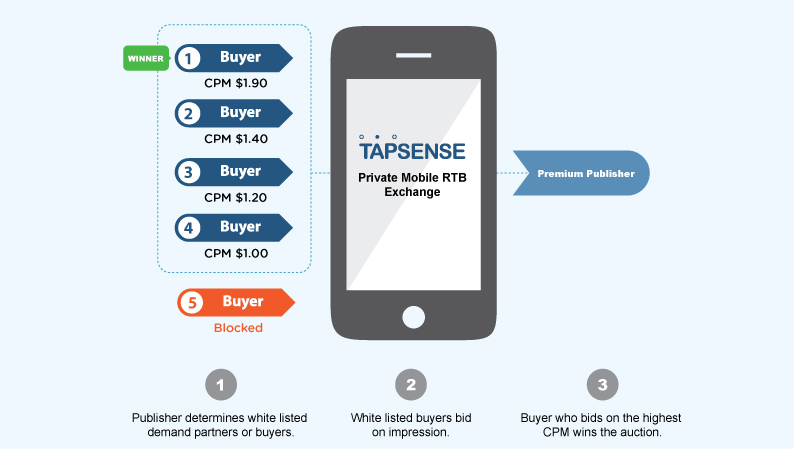 WINNER
1 Buyer
CPM $1.90
2 Buyer
CPM $1.40
3 Buyer
CPM $1.20
4 Buyer
CPM $1.00
5 Buyer
Blocked
TAPSENSE
Private Mobile RTB
Exchange
Premium Publisher
1
Publisher determines white listed
demand partners or buyers.
2
White listed buyers bid
on impression.
3
Buyer who bids on the highest
CPM wins the auction.